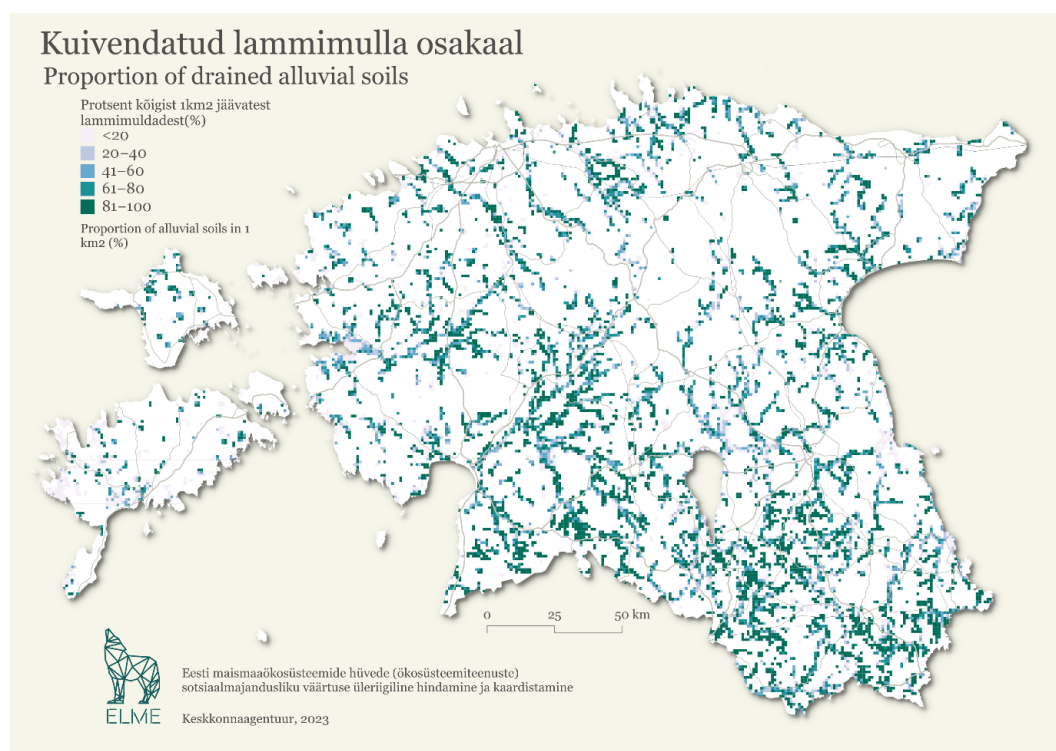 Kuivendatud lammimulla osakaal
Proportion of drained alluvial soils
Protsent kõigist 1km2 jäävatest
lammimuldadest(%)
<20
20–40
41–60
61–80
81–100
Proportion of alluvial soils in 1
km2 (%)
0 25 50 km
Eesti maismaaökosüsteemide hüvede (ökosüsteemiteenuste)
sotsiaalmajandusliku väärtuse üleriigiline hindamine ja kaardistamine
ELME
Keskkonnaagentuur, 2023